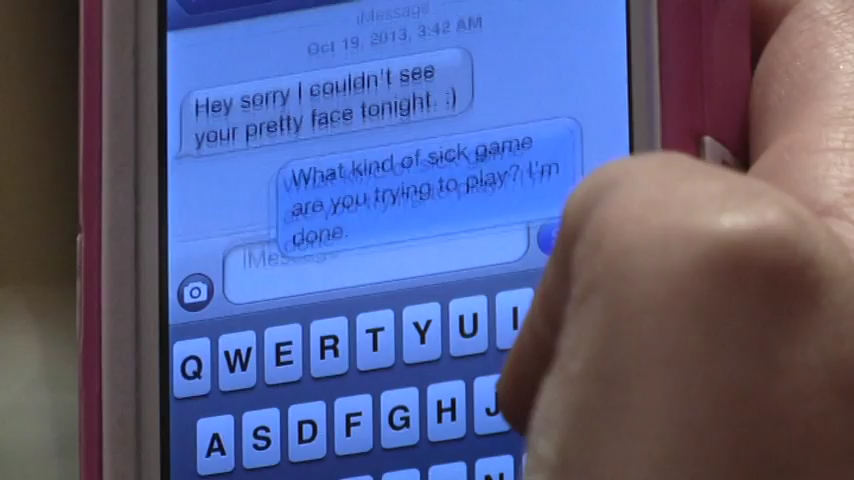 iMessage
Oct 19, 2013, 3:42 AM
Hey sorry I couldn't see
your pretty face tonight. :)
What kind of sick game
are you trying to play? I'm
done.
iMessage
Q W E R T Y U I
A S D F G H J
N